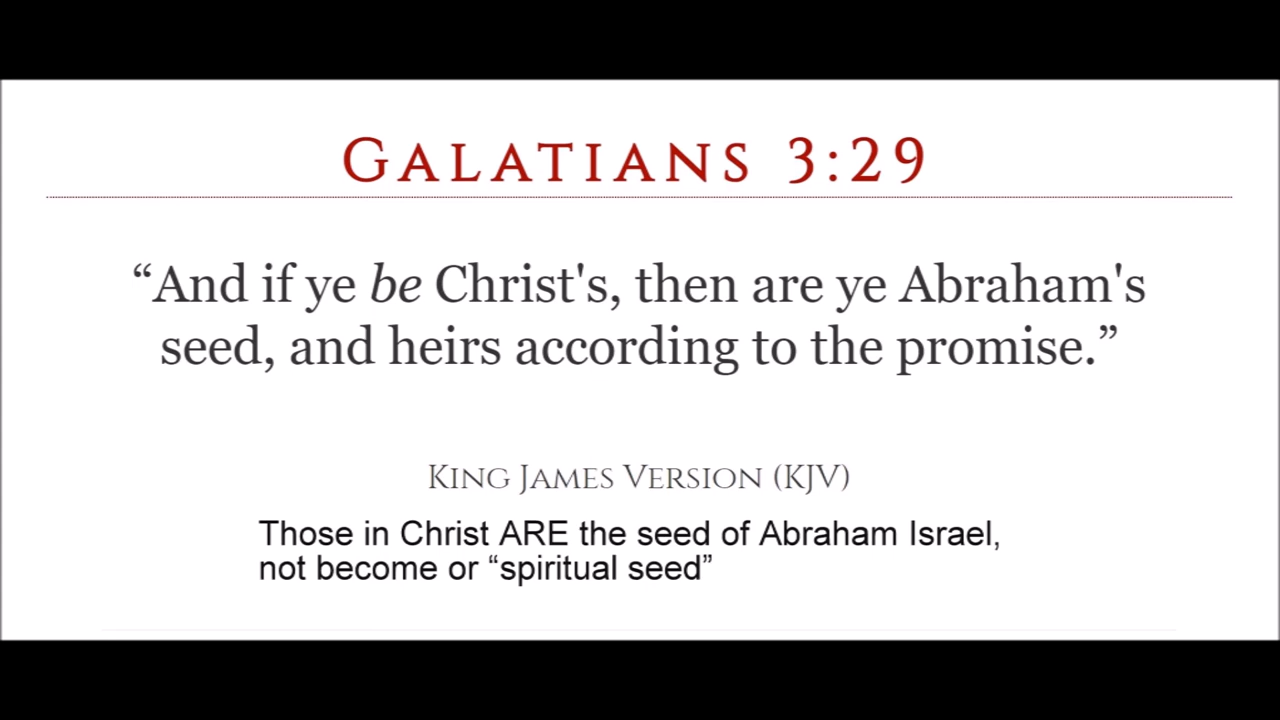 GALATIANS 3:29
“And if ye be Christ's, then are ye Abraham's
seed, and heirs according to the promise.”
KING JAMES VERSION (KJV)
Those in Christ ARE the seed of Abraham Israel,
not become or “spiritual seed”